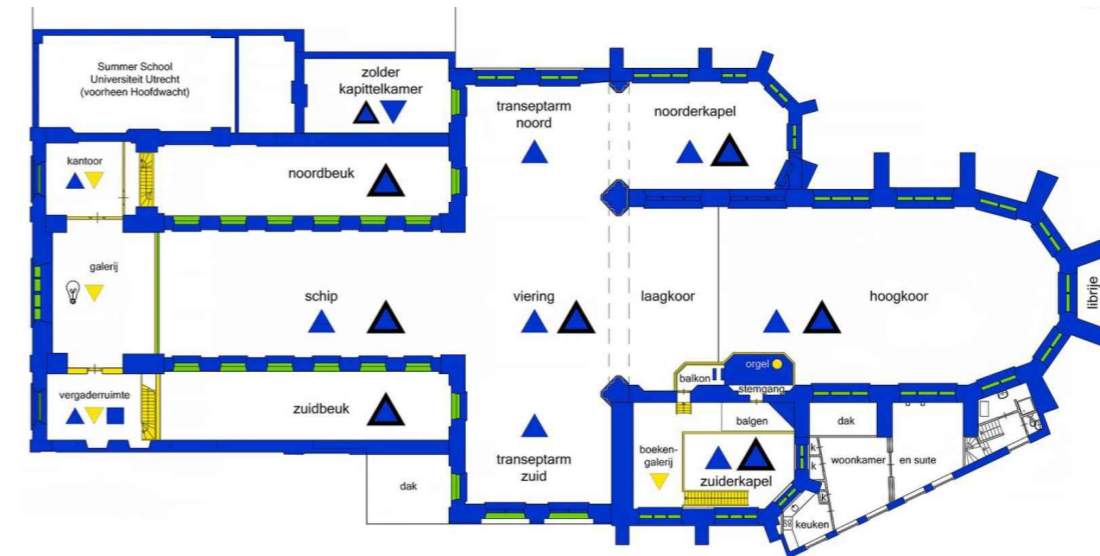 Summer School
Universiteit Utrecht
(voorheen Hoofdwacht)
zolder
kapittelkamer
transeptarm
noord
noorderkapel
kantoor
noordbeuk
galerij
schip
viering
laagkoor
hoogkoor
librije
vergaderruimte
zuidbeuk
balkon
orgel
stemgang
balgen
dak
transeptarm
zuid
boeken-
galerij
zuiderkapel
dak
woonkamer
en suite
k
k
k
keuken